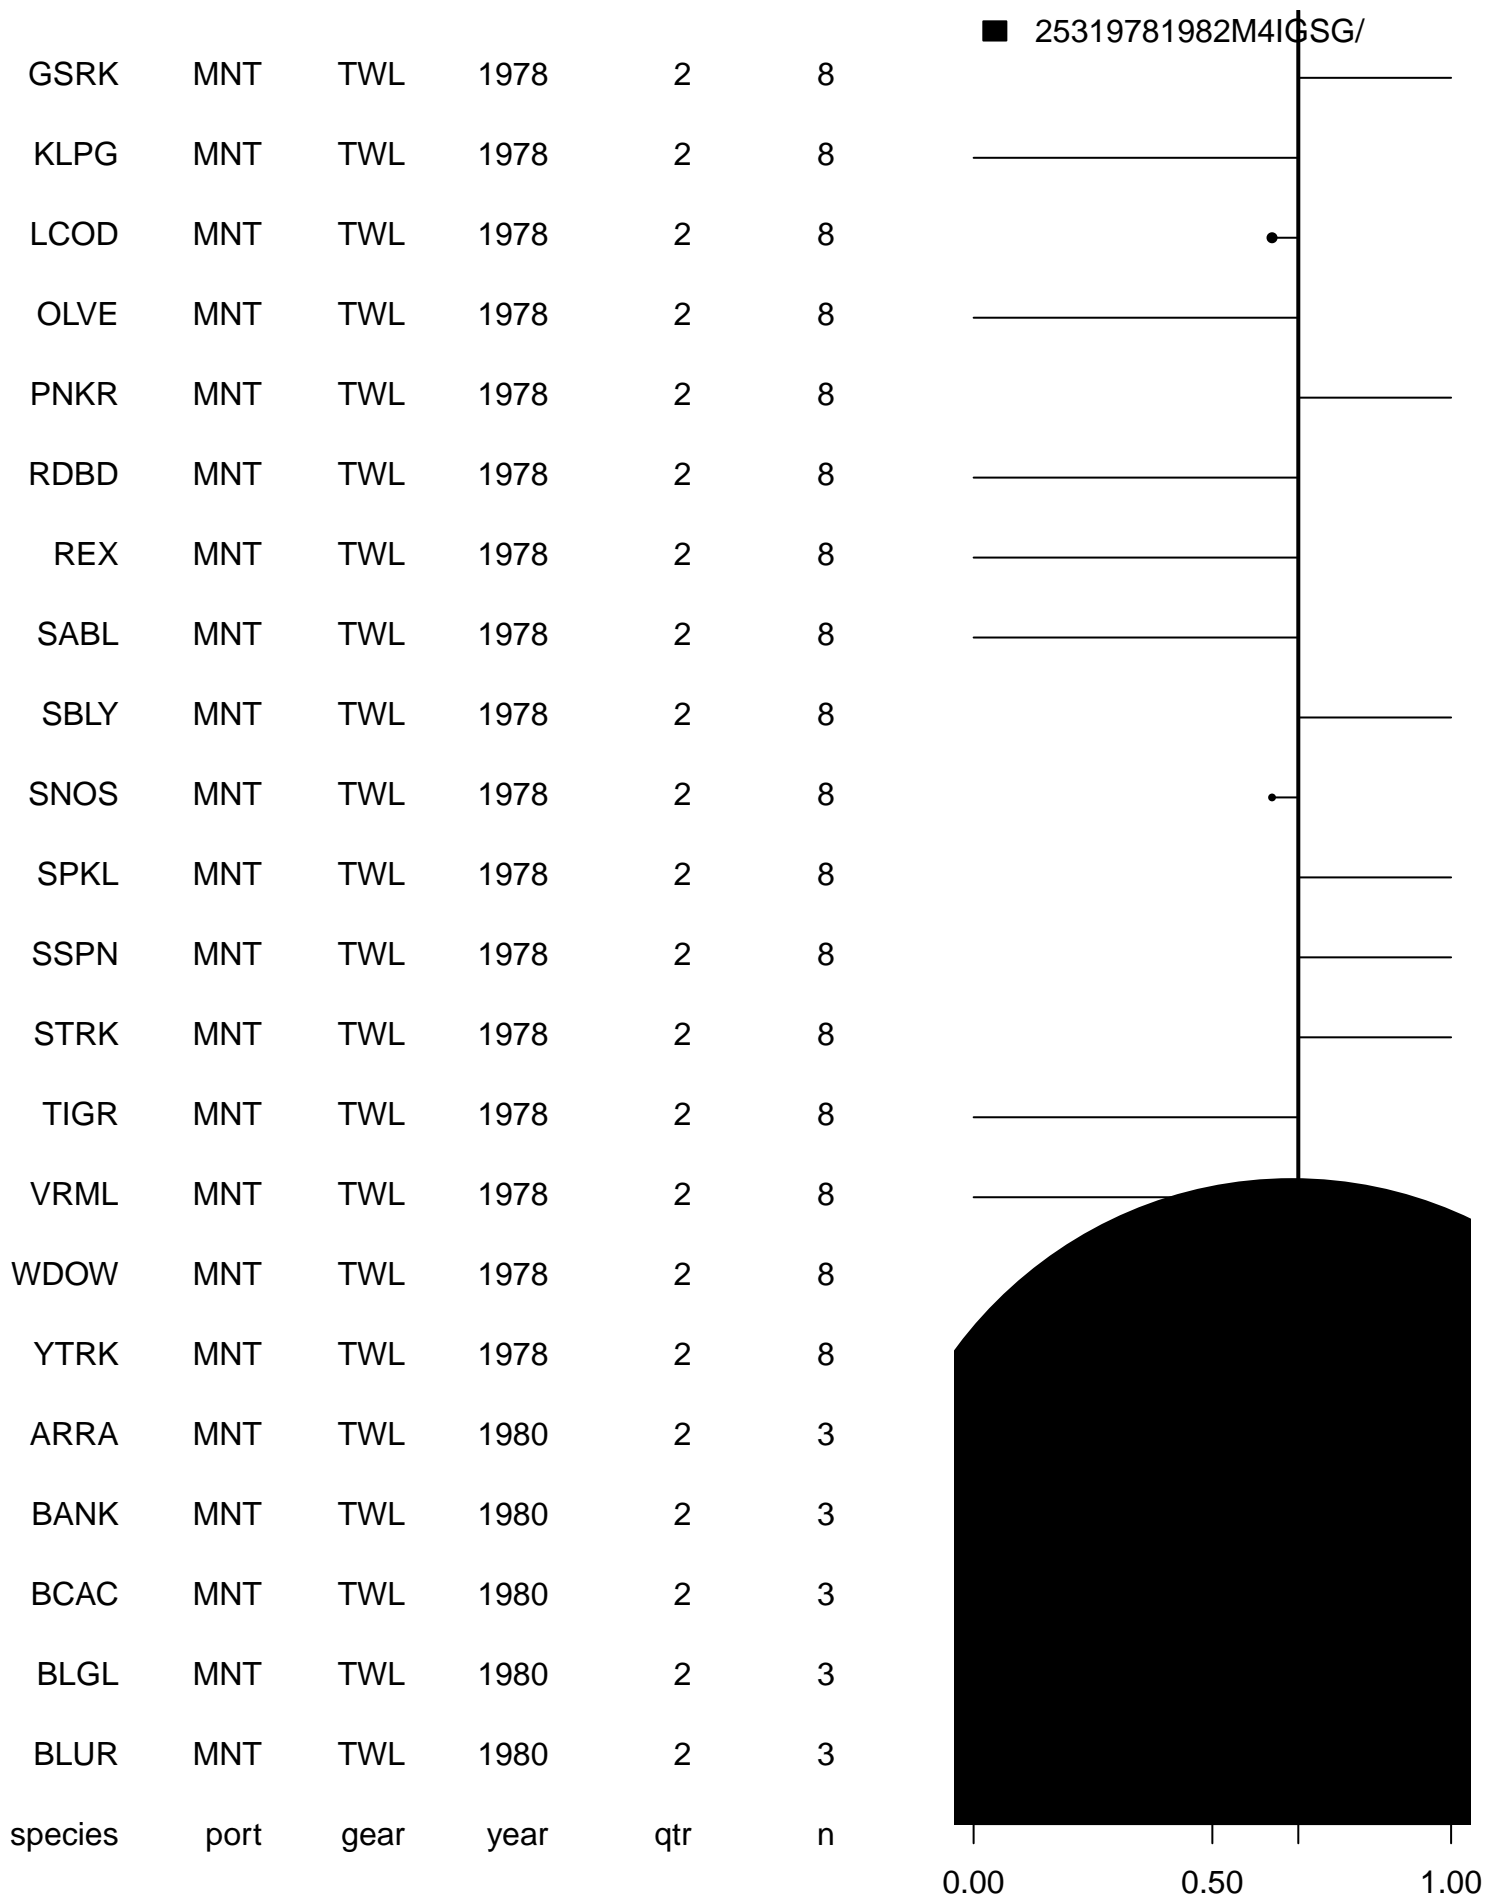 25319781982M4IGSG/
GSRK MNT TWL 1978 2 8
KLPG MNT TWL 1978 2 8
LCOD MNT TWL 1978 2 8
OLVE MNT TWL 1978 2 8
PNKR MNT TWL 1978 2 8
RDBD MNT TWL 1978 2 8
REX MNT TWL 1978 2 8
SABL MNT TWL 1978 2 8
SBLY MNT TWL 1978 2 8
SNOS MNT TWL 1978 2 8
SPKL MNT TWL 1978 2 8
SSPN MNT TWL 1978 2 8
STRK MNT TWL 1978 2 8
TIGR MNT TWL 1978 2 8
VRML MNT TWL 1978 2 8
WDOW MNT TWL 1978 2 8
YTRK MNT TWL 1978 2 8
ARRA MNT TWL 1980 2 3
BANK MNT TWL 1980 2 3
BCAC MNT TWL 1980 2 3
BLGL MNT TWL 1980 2 3
BLUR MNT TWL 1980 2 3
species port gear year qtr n
0.00 0.50 1.00